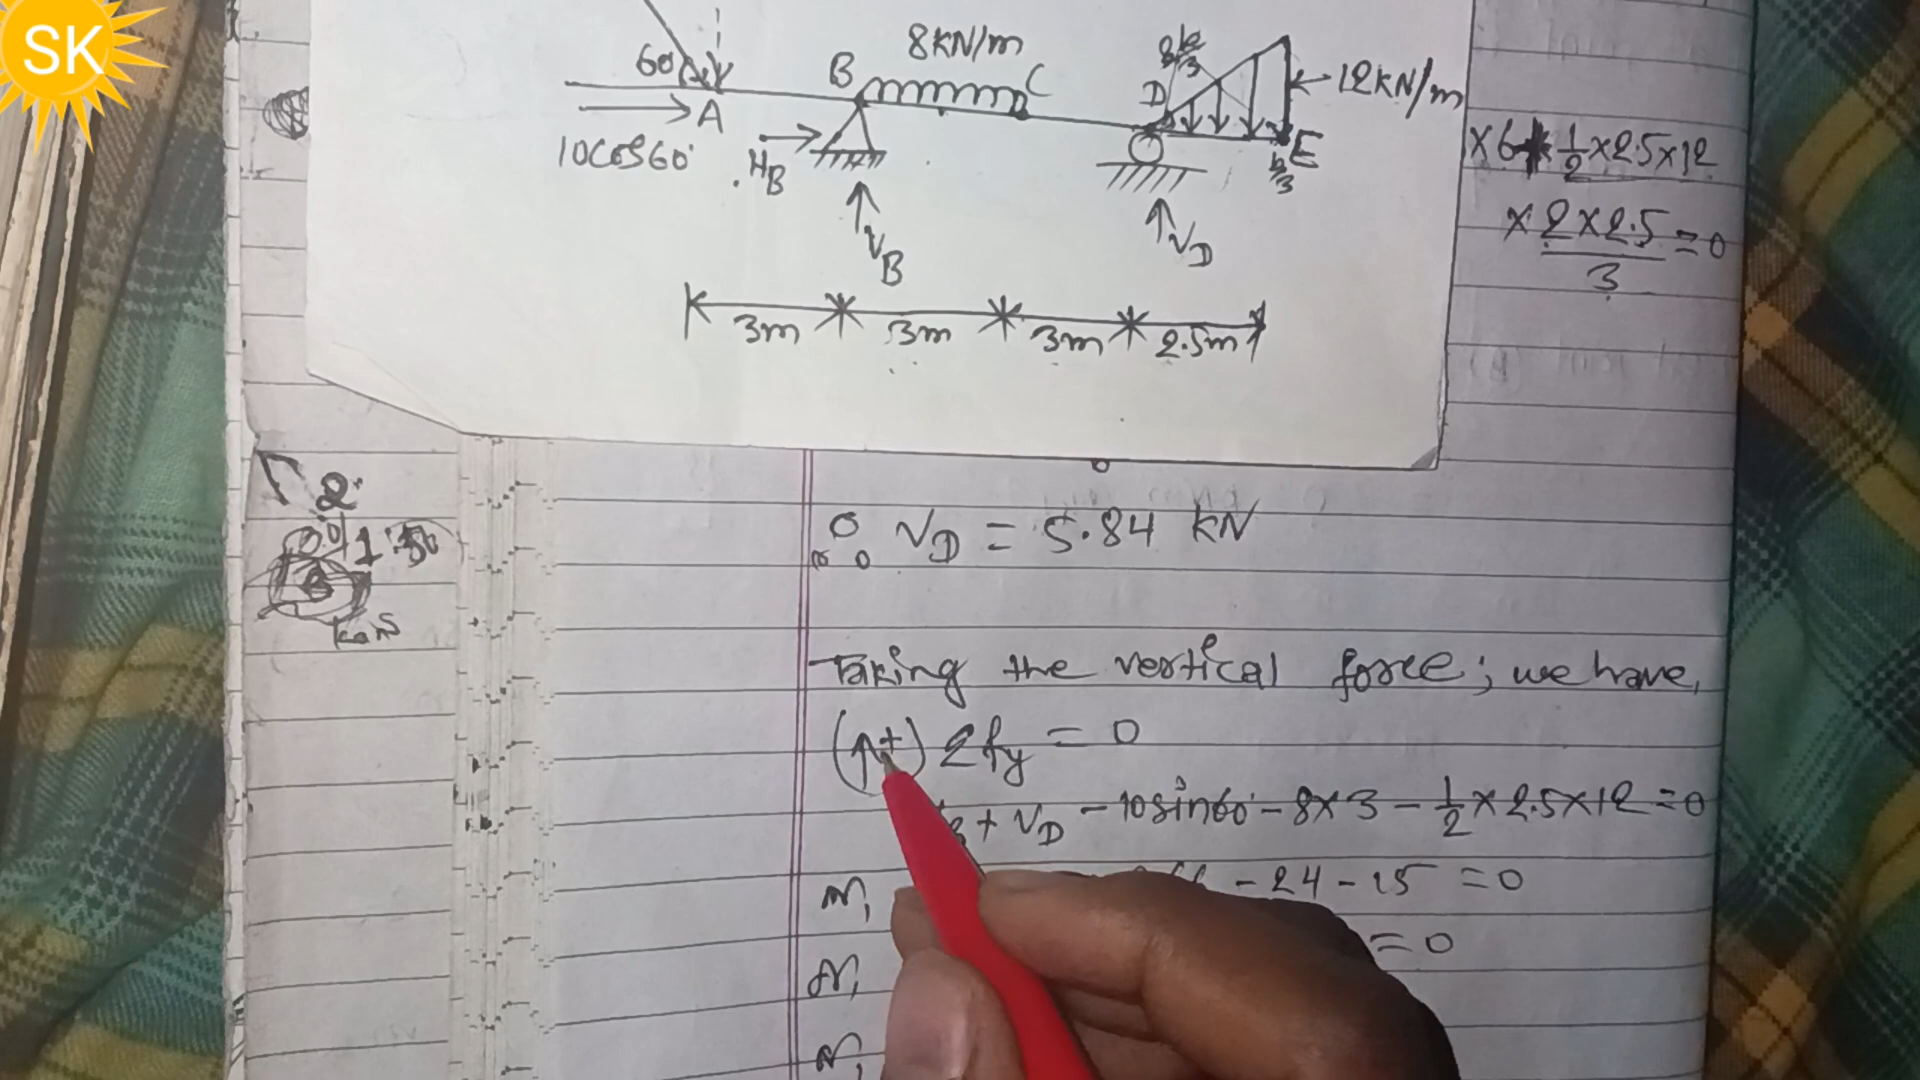 SK
8KN/m
60°
B
C
D
12KN/m
A
E
10cos60°
HB
VB
VD
3m 3m 3m 2.5m
×6 × 1/2 × 2.5 × 12
× 2 × 2.5 / 3 = 0
VD = 5.84 KN
Taking the vertical force; we have,
(↑+) Σfy = 0
+ VD - 10sin60° - 8×3 - 1/2 × 2.5 × 12 = 0
- 24 - 15 = 0
= 0